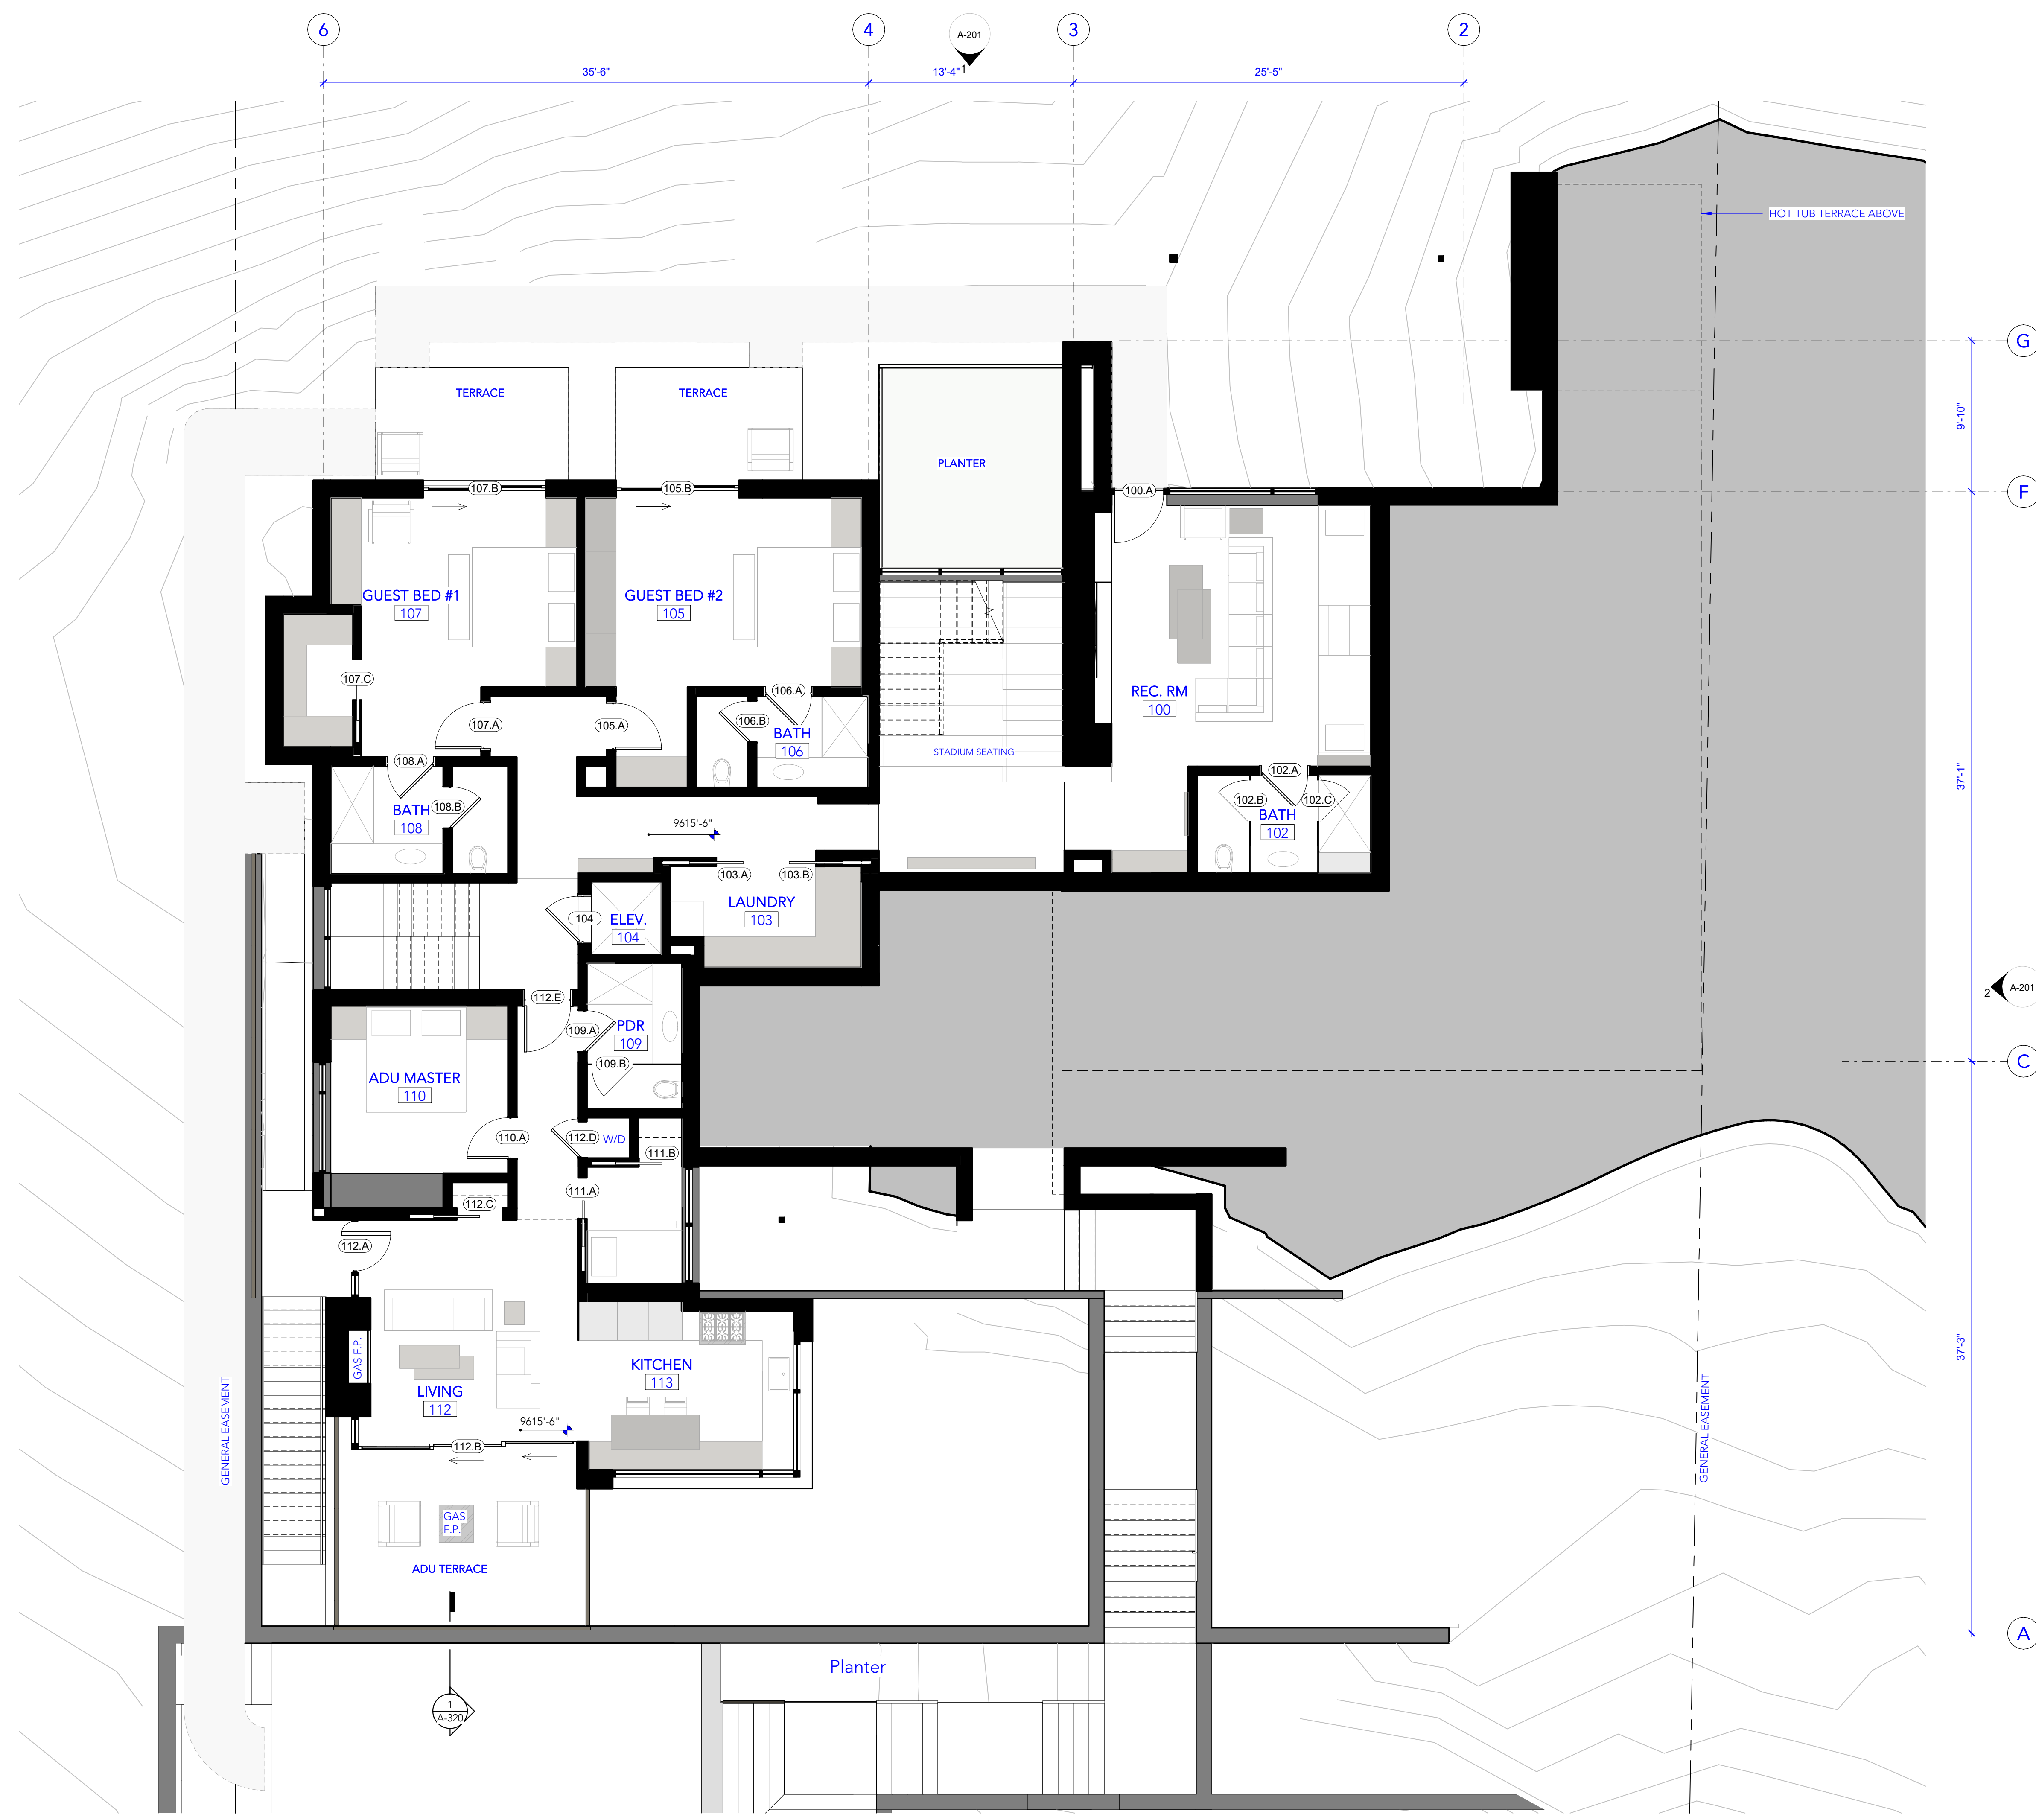 6
4
3
2
A-201
1
35'-6"
13'-4"
25'-5"
HOT TUB TERRACE ABOVE
G
9'-10"
F
TERRACE
TERRACE
PLANTER
107.B
105.B
100.A
GUEST BED #1
107
GUEST BED #2
105
107.C
107.A
105.A
106.A
106.B
BATH
106
REC. RM
100
STADIUM SEATING
37'-1"
108.A
108.B
BATH
108
9615'-6"
102.A
102.B
102.C
BATH
102
103.A
103.B
LAUNDRY
103
104
ELEV.
104
112.E
109.A
PDR
109
109.B
2
A-201
C
ADU MASTER
110
110.A
112.D
W/D
111.B
111.A
112.C
112.A
GAS F.P.
LIVING
112
KITCHEN
113
9615'-6"
112.B
37'-3"
GENERAL EASEMENT
GENERAL EASEMENT
GAS
F.P.
ADU TERRACE
A
Planter
1
A-320